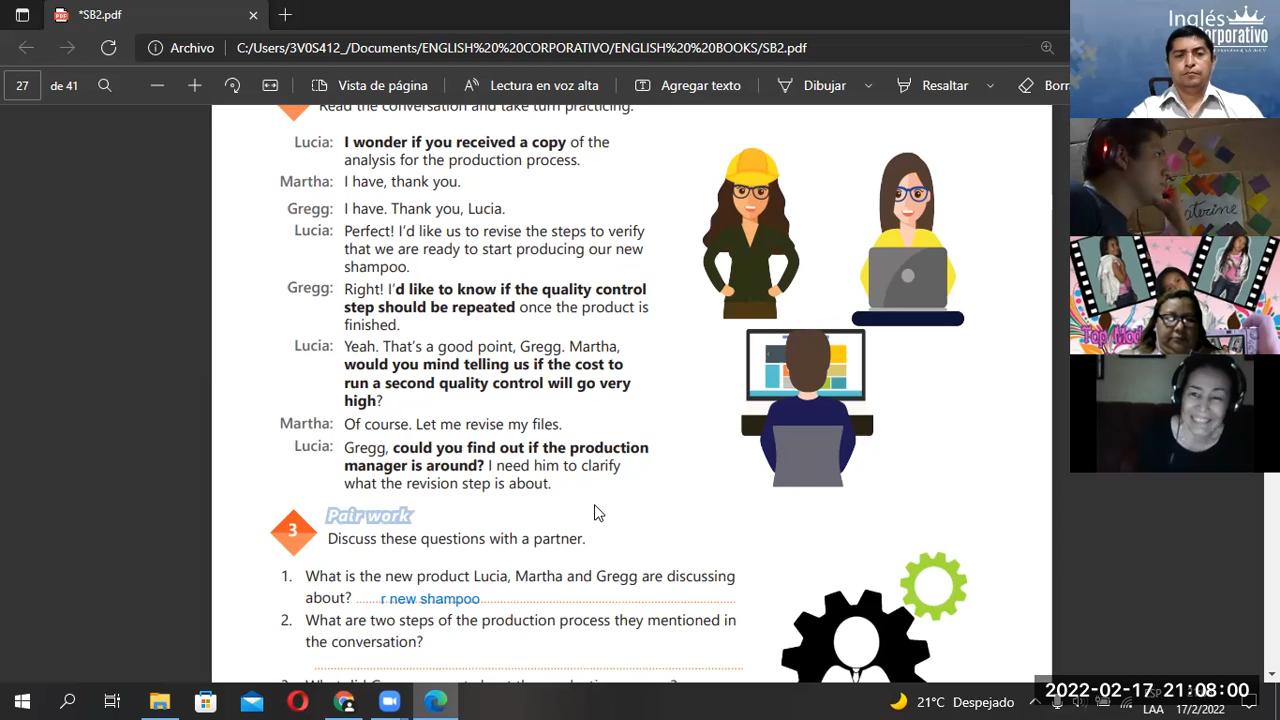 *SB2.pdf
Archivo
C:/Users/3V0S412_/Documents/ENGLISH%20%20CORPORATIVO/ENGLISH%20%20BOOKS/SB2.pdf
27 de 41
Vista de página
Lectura en voz alta
Agregar texto
Dibujar
Resaltar
Borr
Read the conversation and take turn practicing.
Lucia: I wonder if you received a copy of the
analysis for the production process.
Martha: I have, thank you.
Gregg: I have. Thank you, Lucia.
Lucia: Perfect! I'd like us to revise the steps to verify
that we are ready to start producing our new
shampoo.
Gregg: Right! I'd like to know if the quality control
step should be repeated once the product is
finished.
Lucia: Yeah. That's a good point, Gregg. Martha,
would you mind telling us if the cost to
run a second quality control will go very
high?
Martha: Of course. Let me revise my files.
Lucia: Gregg, could you find out if the production
manager is around? I need him to clarify
what the revision step is about.
3
Pair work
Discuss these questions with a partner.
1. What is the new product Lucia, Martha and Gregg are discussing
about? r new shampoo
2. What are two steps of the production process they mentioned in
the conversation?
Inglés
Top Mod
aterine
21°C Despejado
ESP
LAA
17/2/2022
2022-02-17 21:08:00